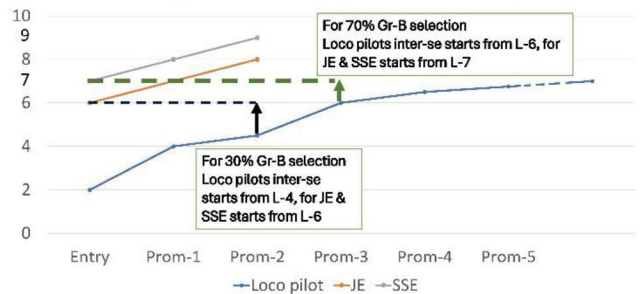 10
9
8
7
6
4
2
0
For 70% Gr-B selection
Loco pilots inter-se starts from L-6, for
JE & SSE starts from L-7
For 30% Gr-B selection
Loco pilots inter-se
starts from L-4, for JE &
SSE starts from L-6
Entry Prom-1 Prom-2 Prom-3 Prom-4 Prom-5
Loco pilot JE SSE